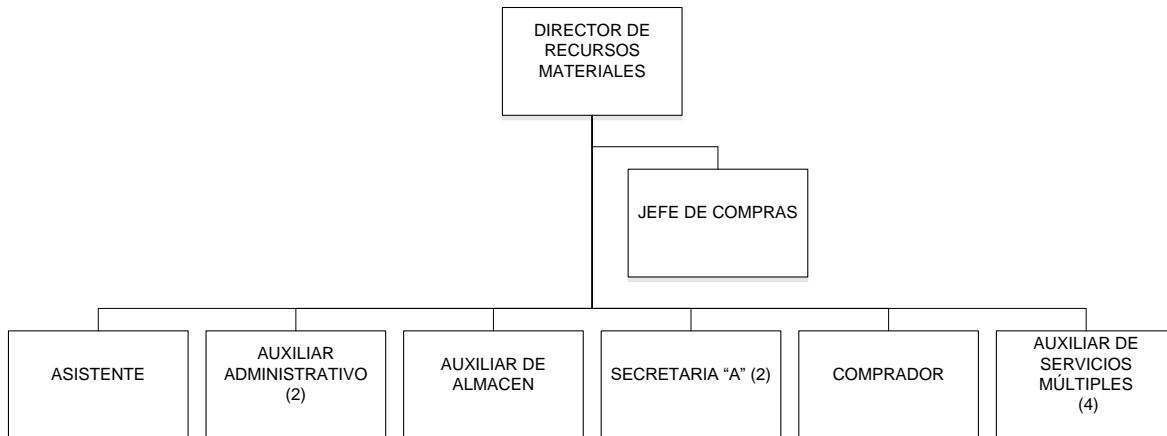 DIRECTOR DE
RECURSOS
MATERIALES
JEFE DE COMPRAS
ASISTENTE
AUXILIAR
ADMINISTRATIVO
(2)
AUXILIAR DE
ALMACEN
SECRETARIA “A” (2)
COMPRADOR
AUXILIAR DE
SERVICIOS
MÚLTIPLES
(4)